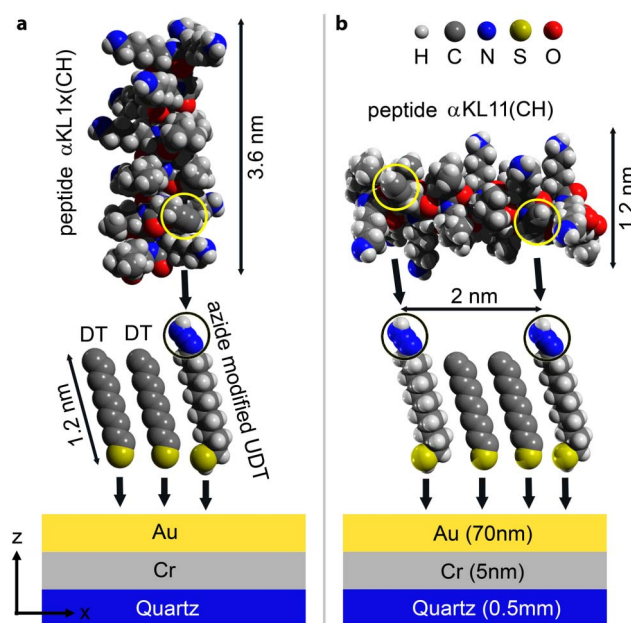 a
peptide αKL1x(CH)
3.6 nm
DT DT
azide modified UDT
1.2 nm
Au
Cr
Quartz
z
x
b
H C N S O
peptide αKL11(CH)
1.2 nm
2 nm
Au (70nm)
Cr (5nm)
Quartz (0.5mm)